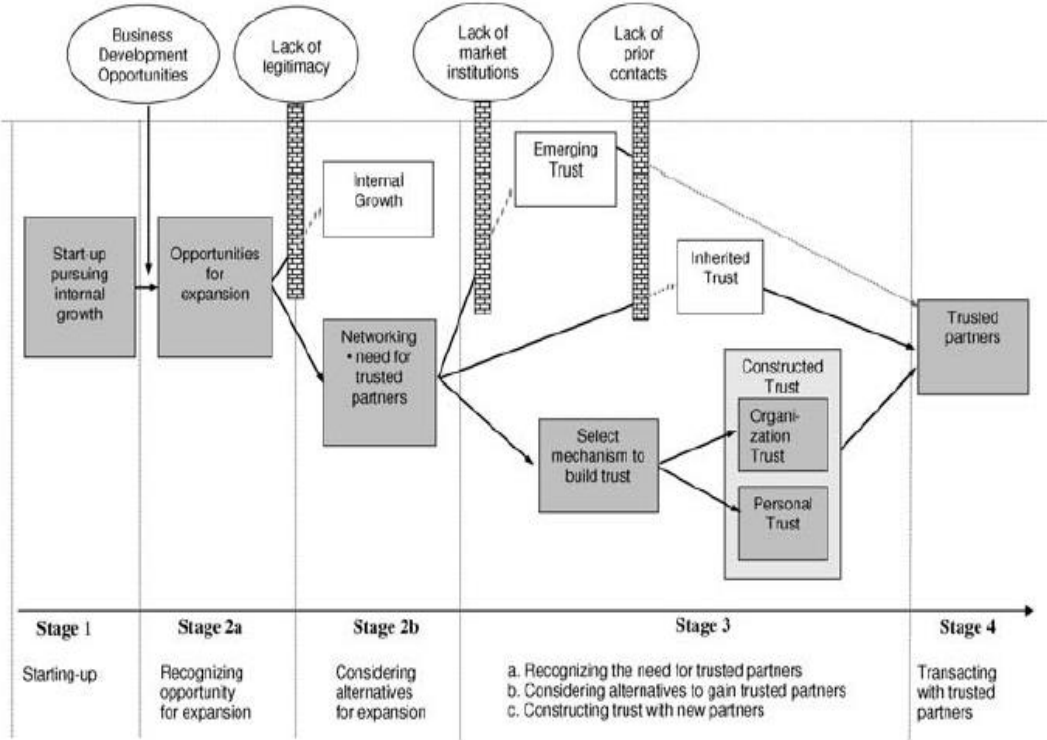 Business
Development
Opportunities
Lack of
legitimacy
Lack of
market
institutions
Lack of
prior
contacts
Emerging
Trust
Internal
Growth
Start-up
pursuing
internal
growth
Opportunities
for
expansion
Inherited
Trust
Networking
• need for
trusted
partners
Trusted
partners
Constructed
Trust
Organi-
zation
Trust
Select
mechanism to
build trust
Personal
Trust
Stage 1
Stage 2a
Stage 2b
Stage 3
Stage 4
Starting-up
Recognizing
opportunity
for expansion
Considering
alternatives
for expansion
a. Recognizing the need for trusted partners
b. Considering alternatives to gain trusted partners
c. Constructing trust with new partners
Transacting
with trusted
partners